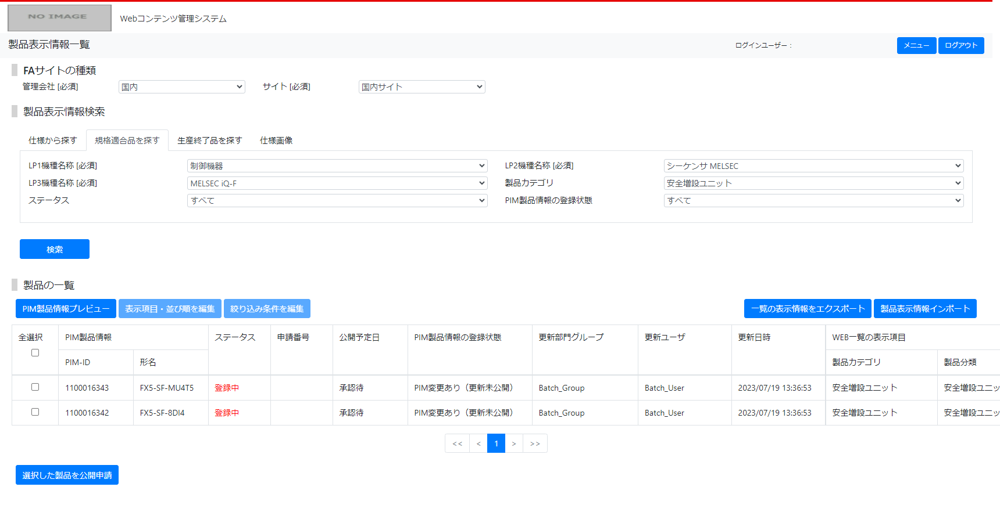 NO IMAGE
Webコンテンツ管理システム
製品表示情報一覧
ログインユーザー：
メニュー
ログアウト
FAサイトの種類
管理会社 [必須]
国内
サイト [必須]
国内サイト
製品表示情報検索
仕様から探す
規格適合品を探す
生産終了品を探す
仕様画像
LP1機種名称 [必須]
制御機器
LP2機種名称 [必須]
シーケンサ MELSEC
LP3機種名称 [必須]
MELSEC iQ-F
製品カテゴリ
安全増設ユニット
ステータス
すべて
PIM製品情報の登録状態
すべて
検索
製品の一覧
PIM製品情報プレビュー
表示項目・並び順を編集
絞り込み条件を編集
一覧の表示情報をエクスポート
製品表示情報インポート
全選択
PIM製品情報
ステータス
申請番号
公開予定日
PIM製品情報の登録状態
更新部門グループ
更新ユーザ
更新日時
WEB一覧の表示項目
PIM-ID
形名
製品カテゴリ
製品分類
1100016343
FX5-SF-MU4T5
登録中
承認待
PIM変更あり（更新未公開）
Batch_Group
Batch_User
2023/07/19 13:36:53
安全増設ユニット
安全増設ユニッ
1100016342
FX5-SF-8DI4
登録中
承認待
PIM変更あり（更新未公開）
Batch_Group
Batch_User
2023/07/19 13:36:53
安全増設ユニット
安全増設ユニッ
<<
<
1
>
>>
選択した製品を公開申請